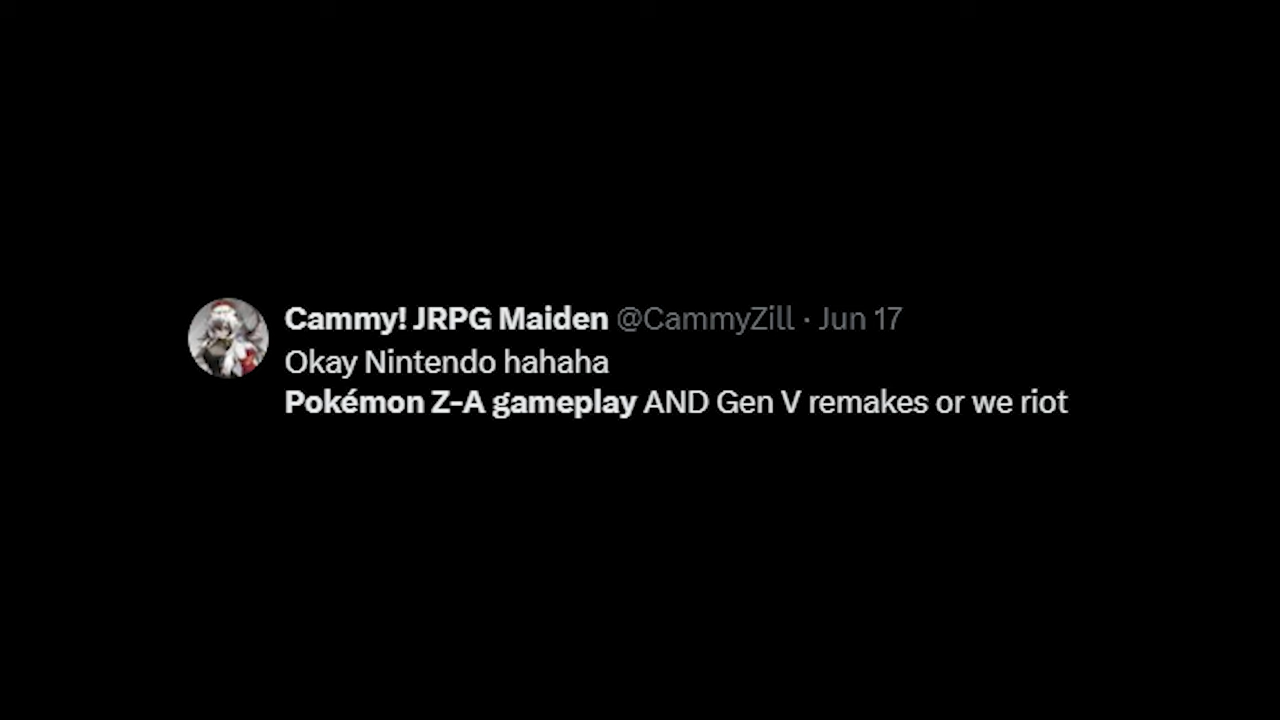 Cammy! JRPG Maiden @CammyZill · Jun 17
Okay Nintendo hahaha
Pokémon Z-A gameplay AND Gen V remakes or we riot